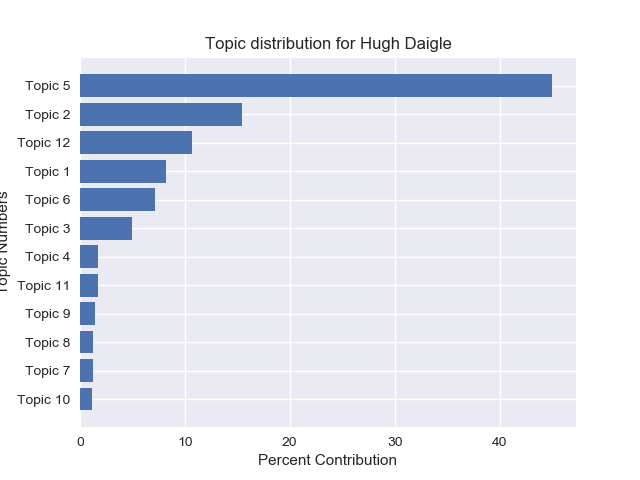 Topic distribution for Hugh Daigle
Topic 5
Topic 2
Topic 12
Topic 1
Topic 6
Topic 3
Topic 4
Topic 11
Topic 9
Topic 8
Topic 7
Topic 10
Topic Numbers
0 10 20 30 40
Percent Contribution